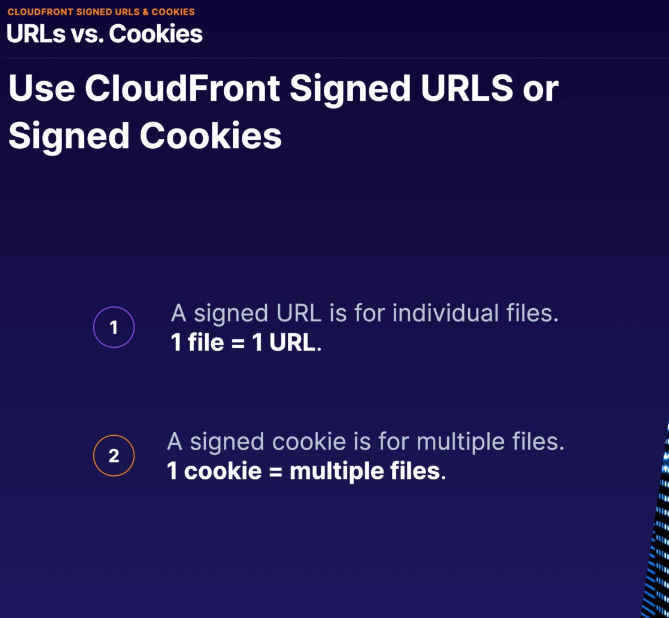 CLOUDFRONT SIGNED URLS & COOKIES
URLs vs. Cookies
Use CloudFront Signed URLS or
Signed Cookies
1
A signed URL is for individual files.
1 file = 1 URL.
2
A signed cookie is for multiple files.
1 cookie = multiple files.